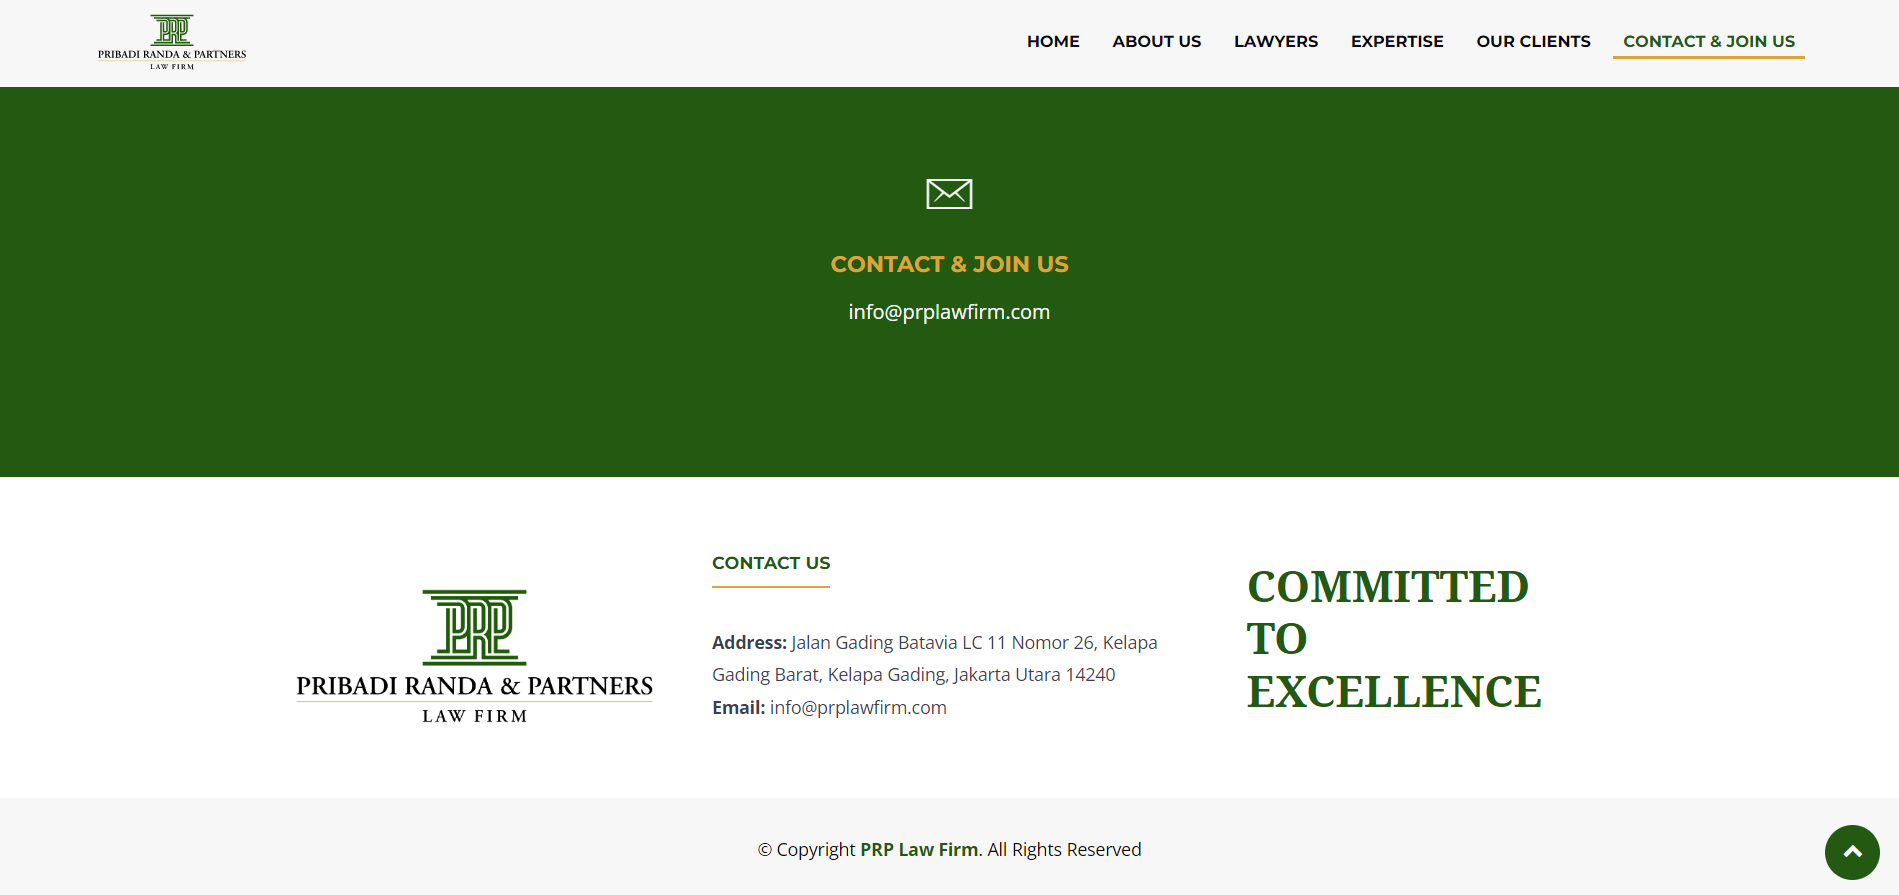 PRP
PRIBADI RANDA & PARTNERS
LAW FIRM
HOME ABOUT US LAWYERS EXPERTISE OUR CLIENTS CONTACT & JOIN US
CONTACT & JOIN US
info@prplawfirm.com
PRP
PRIBADI RANDA & PARTNERS
LAW FIRM
CONTACT US
Address: Jalan Gading Batavia LC 11 Nomor 26, Kelapa
Gading Barat, Kelapa Gading, Jakarta Utara 14240
Email: info@prplawfirm.com
COMMITTED
TO
EXCELLENCE
© Copyright PRP Law Firm. All Rights Reserved